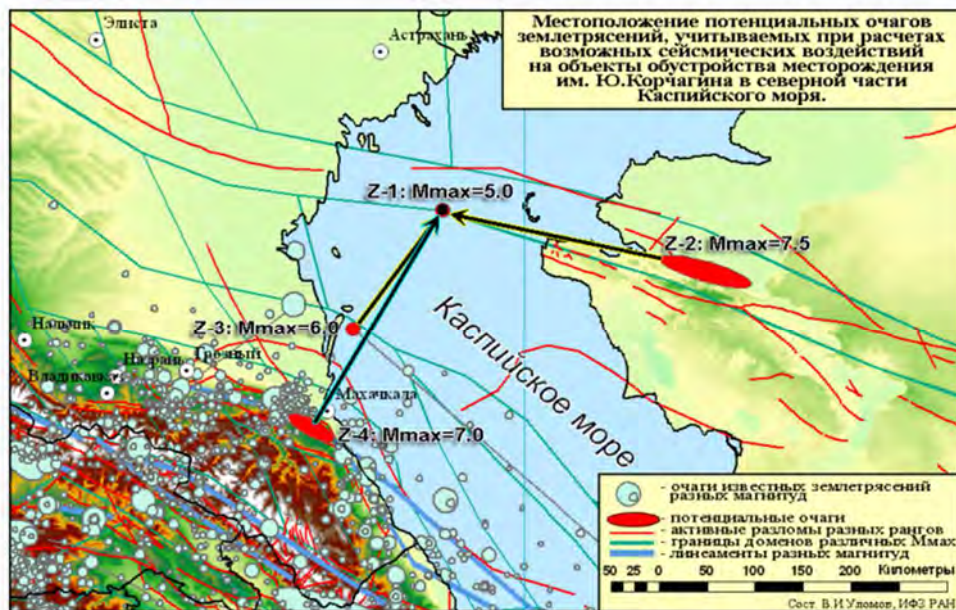 Элиста
Астрахань
Местоположение потенциальных очагов
землетрясений, учитываемых при расчетах
возможных сейсмических воздействий
на объекты обустройства месторождения
им. Ю.Корчагина в северной части
Каспийского моря.
Z-1: Mmax=5.0
Z-2: Mmax=7.5
Z-3: Mmax=6.0
Нальчик
Назрань
Грозный
Владикавказ
Махачкала
Z-4: Mmax=7.0
Каспийское море
- очаги известных землетрясений
разных магнитуд
- потенциальные очаги
- активные разломы разных рангов
- границы доменов различных Mmax
- линеаменты разных магнитуд
50 25 0 50 100 150 200 Километры
Сост. В.И.Уломов, ИФЗ РАН